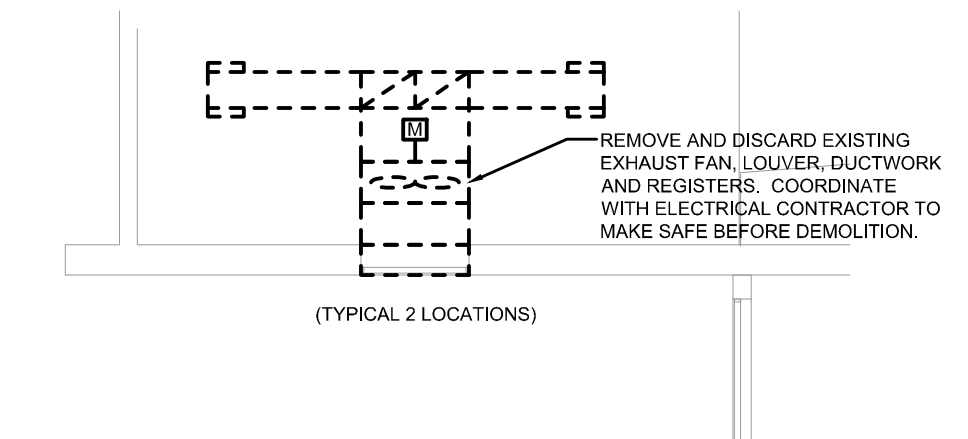 M
REMOVE AND DISCARD EXISTING
EXHAUST FAN, LOUVER, DUCTWORK
AND REGISTERS.  COORDINATE
WITH ELECTRICAL CONTRACTOR TO
MAKE SAFE BEFORE DEMOLITION.
(TYPICAL 2 LOCATIONS)